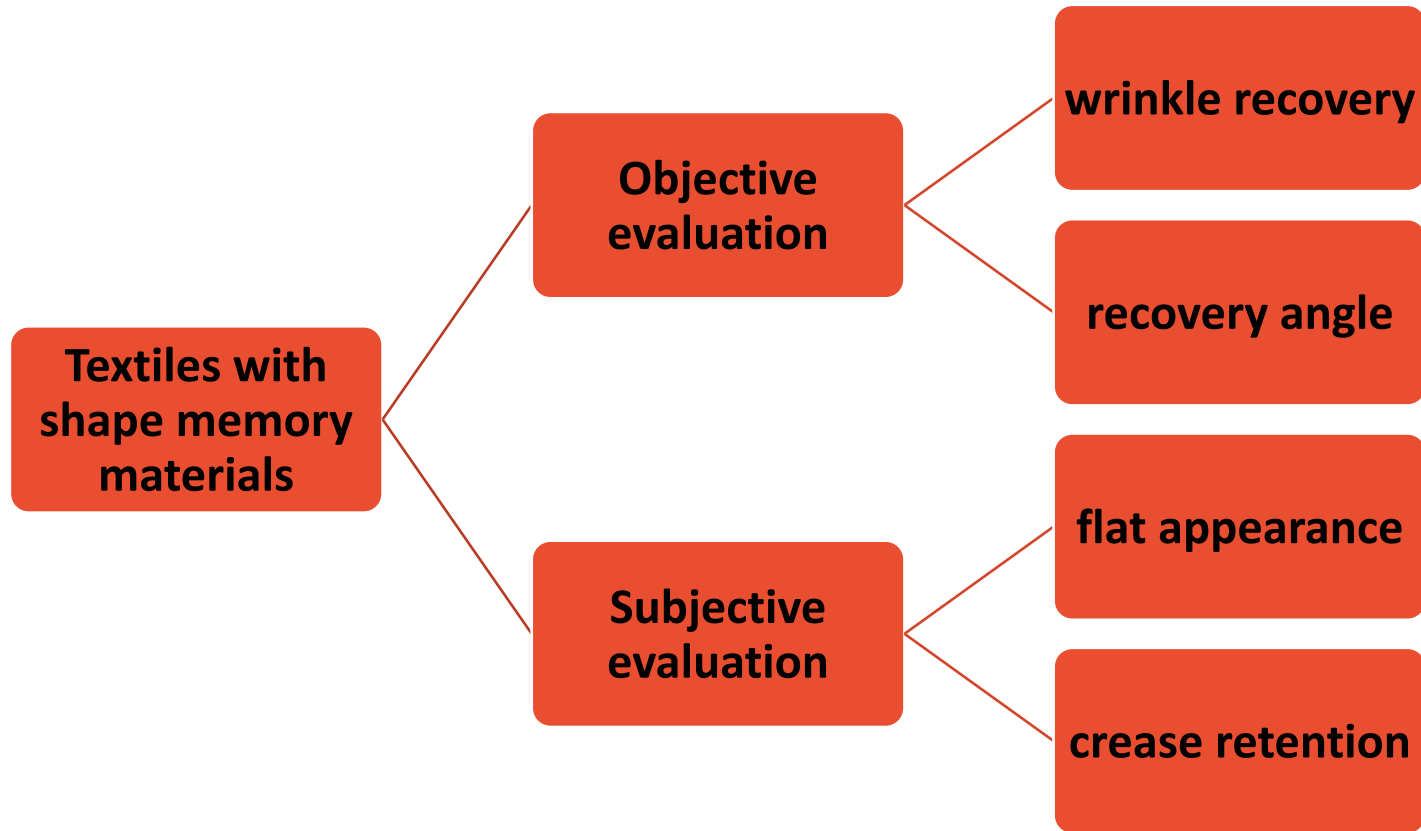 Textiles with
shape memory
materials
Objective
evaluation
wrinkle recovery
recovery angle
Subjective
evaluation
flat appearance
crease retention